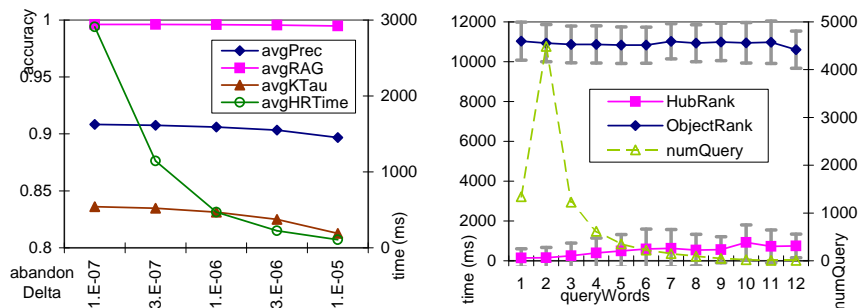 accuracy
1
0.95
0.9
0.85
0.8
3000
2000
1000
0
time (ms)
avgPrec
avgRAG
avgKTau
avgHRTime
abandon
Delta
1.E-07
3.E-07
1.E-06
3.E-06
1.E-05
12000
10000
8000
6000
4000
2000
0
time (ms)
5000
4000
3000
2000
1000
0
numQuery
HubRank
ObjectRank
numQuery
1 2 3 4 5 6 7 8 9 10 11 12
queryWords